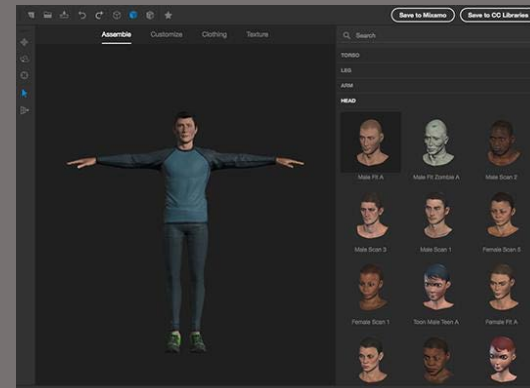 Save to Mixamo
Save to CC Libraries
Assemble
Customize
Clothing
Texture
Search
TORSO
LEG
ARM
HEAD
Male Fit A
Male Fit Zombie A
Male Scan 2
Male Scan 3
Male Scan 1
Female Scan 5
Female Scan 1
Toon Male Teen A
Female Fit A